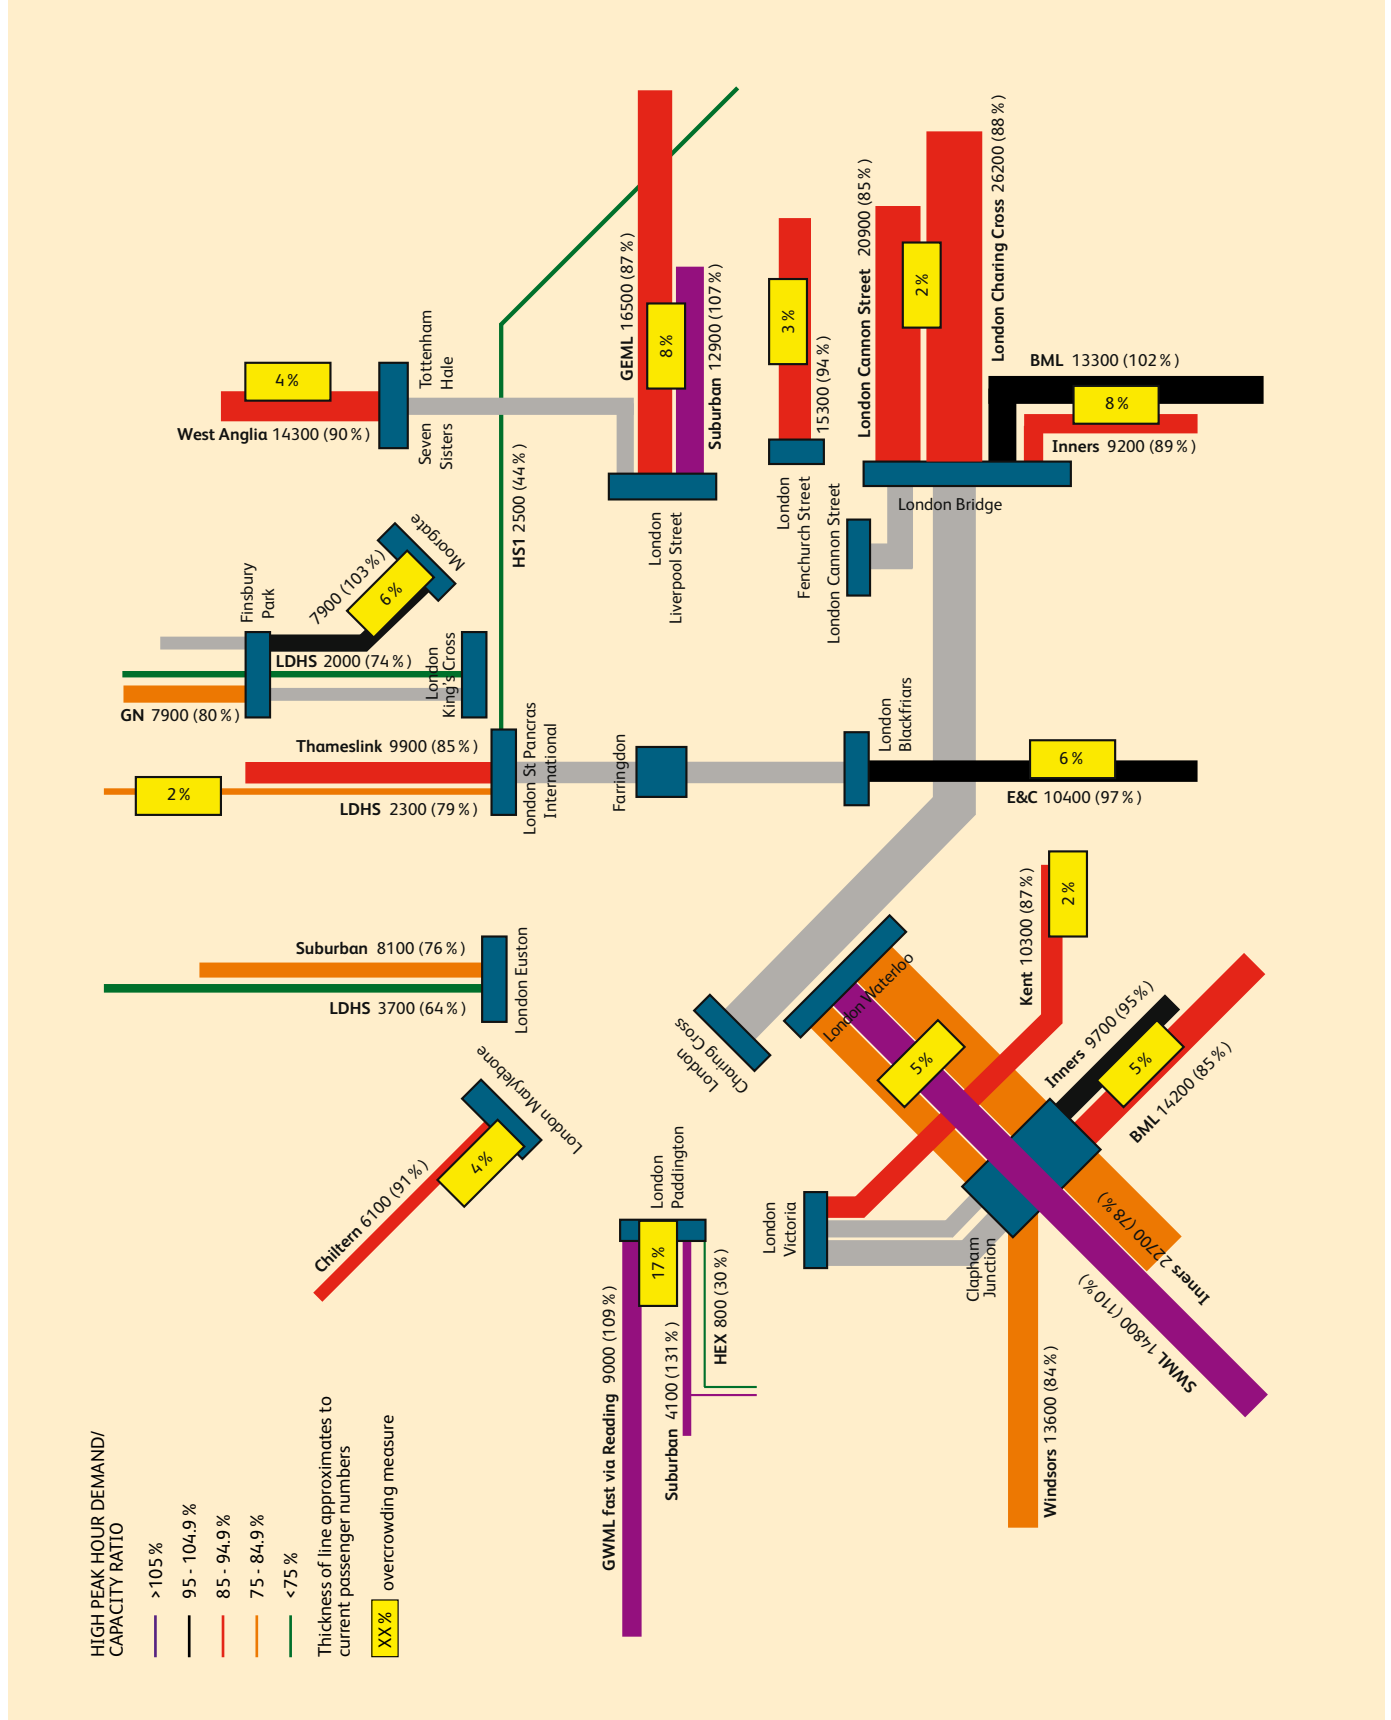 HIGH PEAK HOUR DEMAND/
CAPACITY RATIO
>105%
95 - 104.9%
85 - 94.9%
75 - 84.9%
<75%
Thickness of line approximates to
current passenger numbers
XX%
overcrowding measure
GWML fast via Reading 9000 (109%)
Suburban 4100 (131%)
HEX 800 (30%)
17%
London
Paddington
Chiltern 6100 (91%)
4%
London Marylebone
Suburban 8100 (76%)
LDHS 3700 (64%)
London Euston
Thameslink 9900 (85%)
2%
LDHS 2300 (79%)
London St Pancras
International
HS1 2500 (44%)
Farringdon
London
Blackfriars
6%
E&C 10400 (97%)
GN 7900 (80%)
LDHS 2000 (74%)
Finsbury
Park
London
King's Cross
7900 (103%)
6%
Moorgate
4%
West Anglia 14300 (90%)
Seven
Sisters
Tottenham
Hale
GEML 16500 (87%)
8%
Suburban 12900 (107%)
London
Liverpool Street
3%
15300 (94%)
London
Fenchurch Street
London Cannon Street
London Cannon Street 20900 (85%)
2%
London Charing Cross 26200 (88%)
BML 13300 (102%)
8%
Inners 9200 (89%)
London Bridge
London
Charing Cross
London Waterloo
5%
Kent 10300 (87%)
2%
Inners 9700 (95%)
5%
BML 14200 (85%)
London
Victoria
Clapham
Junction
Inners 22700 (78%)
SWML 14800 (110%)
Windsors 13600 (84%)